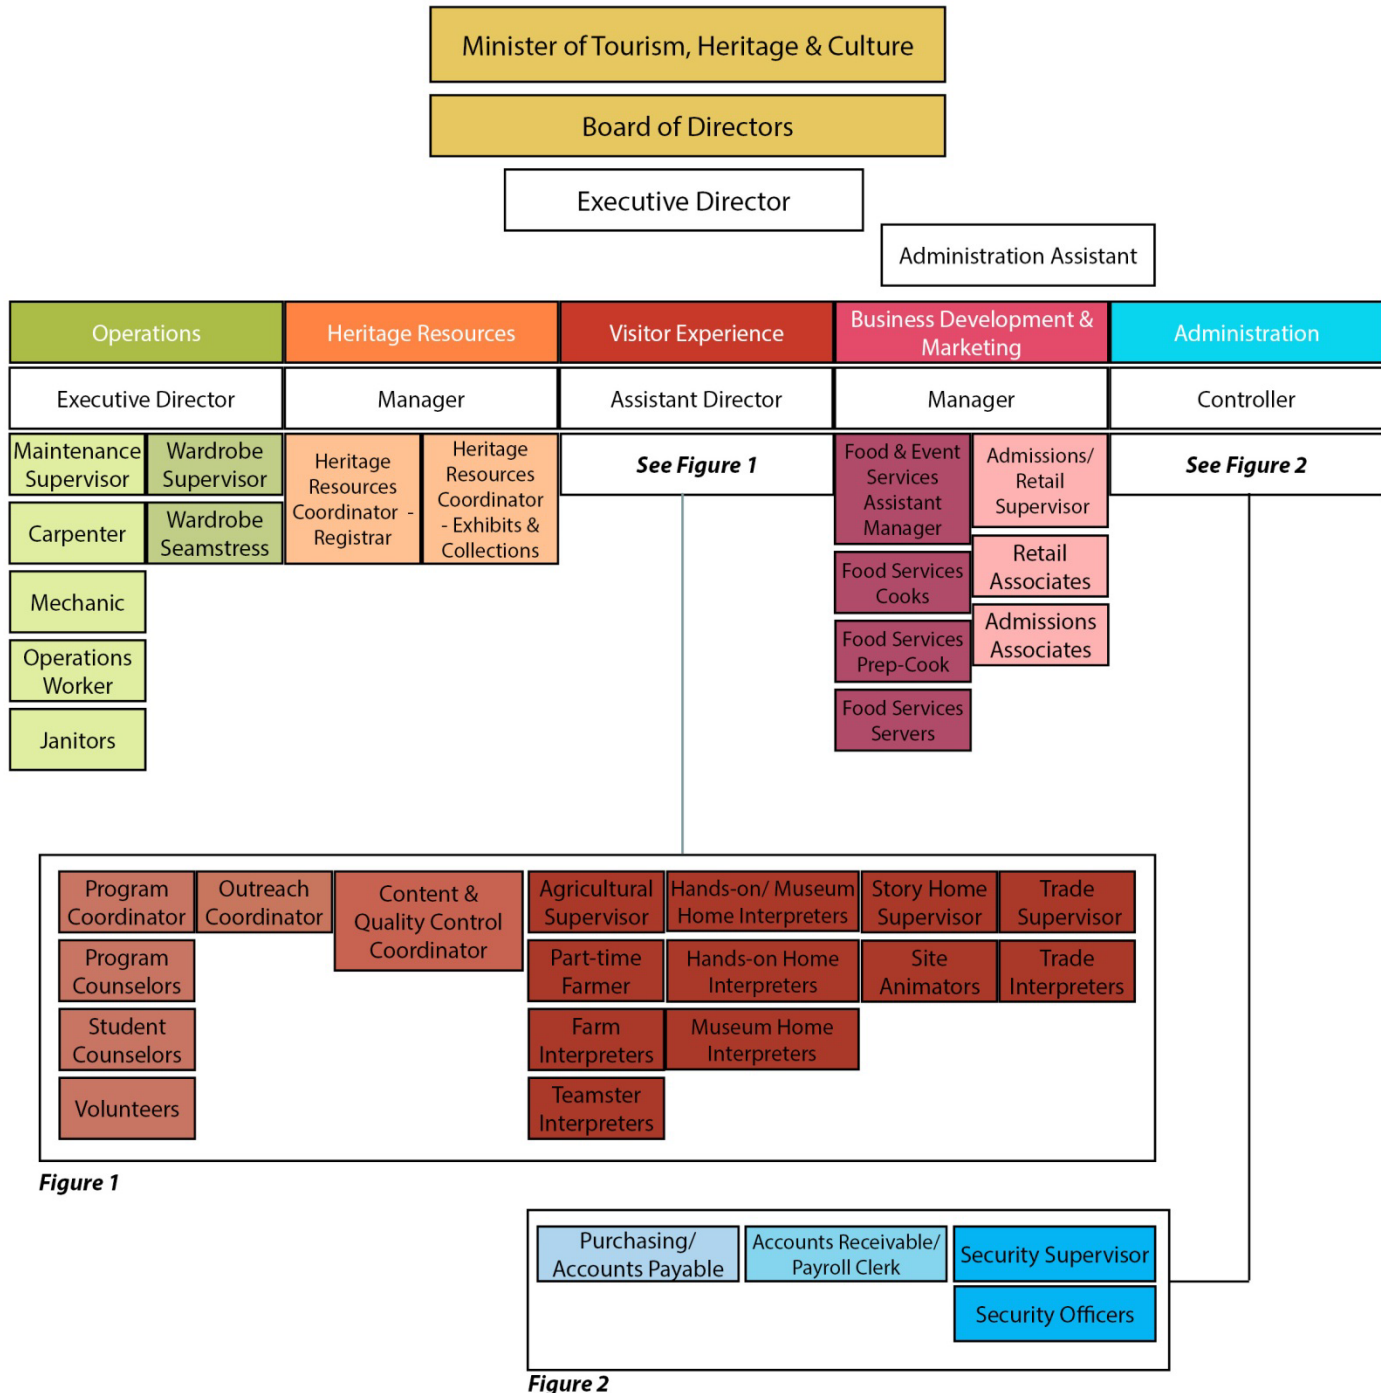 Minister of Tourism, Heritage & Culture
Board of Directors
Executive Director
Administration Assistant
Operations
Heritage Resources
Visitor Experience
Business Development &
Marketing
Administration
Executive Director
Manager
Assistant Director
Manager
Controller
Maintenance
Supervisor
Carpenter
Mechanic
Operations
Worker
Janitors
Wardrobe
Supervisor
Wardrobe
Seamstress
Heritage
Resources
Coordinator -
Registrar
Heritage
Resources
Coordinator
- Exhibits &
Collections
See Figure 1
Food & Event
Services
Assistant
Manager
Food Services
Cooks
Food Services
Prep-Cook
Food Services
Servers
Admissions/
Retail
Supervisor
Retail
Associates
Admissions
Associates
See Figure 2
Program
Coordinator
Program
Counselors
Student
Counselors
Volunteers
Outreach
Coordinator
Content &
Quality Control
Coordinator
Agricultural
Supervisor
Part-time
Farmer
Farm
Interpreters
Teamster
Interpreters
Hands-on/ Museum
Home Interpreters
Hands-on Home
Interpreters
Museum Home
Interpreters
Story Home
Supervisor
Site
Animators
Trade
Supervisor
Trade
Interpreters
Figure 1
Purchasing/
Accounts Payable
Accounts Receivable/
Payroll Clerk
Security Supervisor
Security Officers
Figure 2